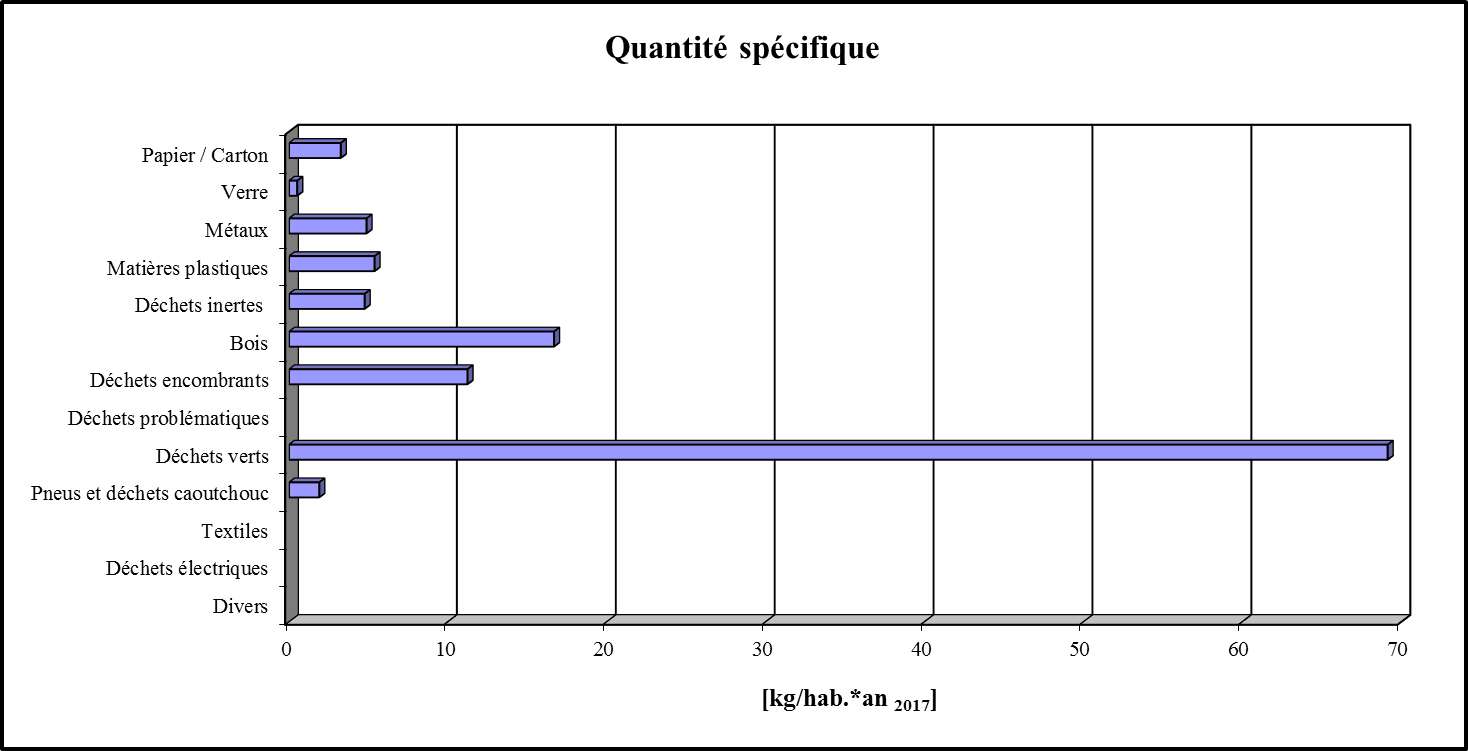 Quantité spécifique
Papier / Carton
Verre
Métaux
Matières plastiques
Déchets inertes
Bois
Déchets encombrants
Déchets problématiques
Déchets verts
Pneus et déchets caoutchouc
Textiles
Déchets électriques
Divers
0 10 20 30 40 50 60 70
[kg/hab.*an 2017]